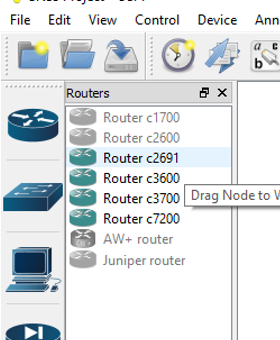 File Edit View Control Device
Routers
Router c1700
Router c2600
Router c2691
Router c3600
Router c3700
Drag Node to
Router c7200
AW+ router
Juniper router